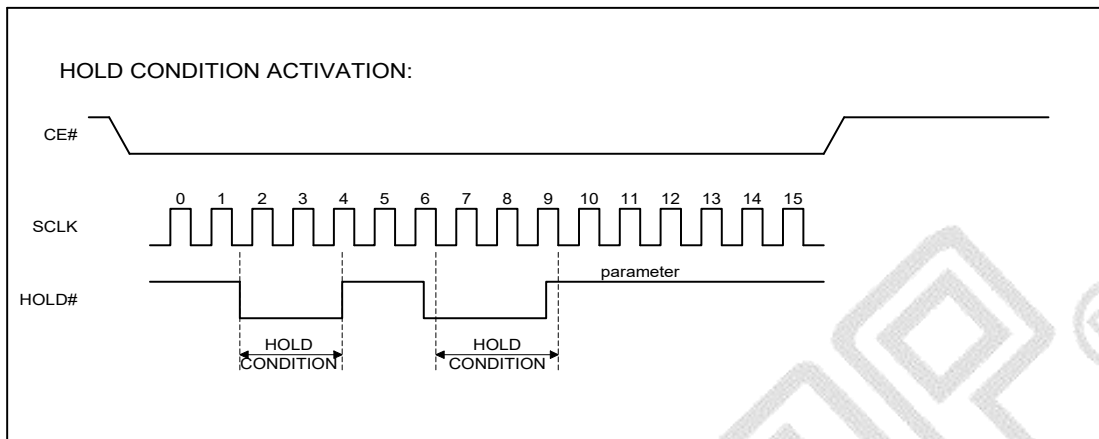 HOLD CONDITION ACTIVATION:
CE#
0 1 2 3 4 5 6 7 8 9 10 11 12 13 14 15
SCLK
parameter
HOLD#
HOLD
CONDITION
HOLD
CONDITION